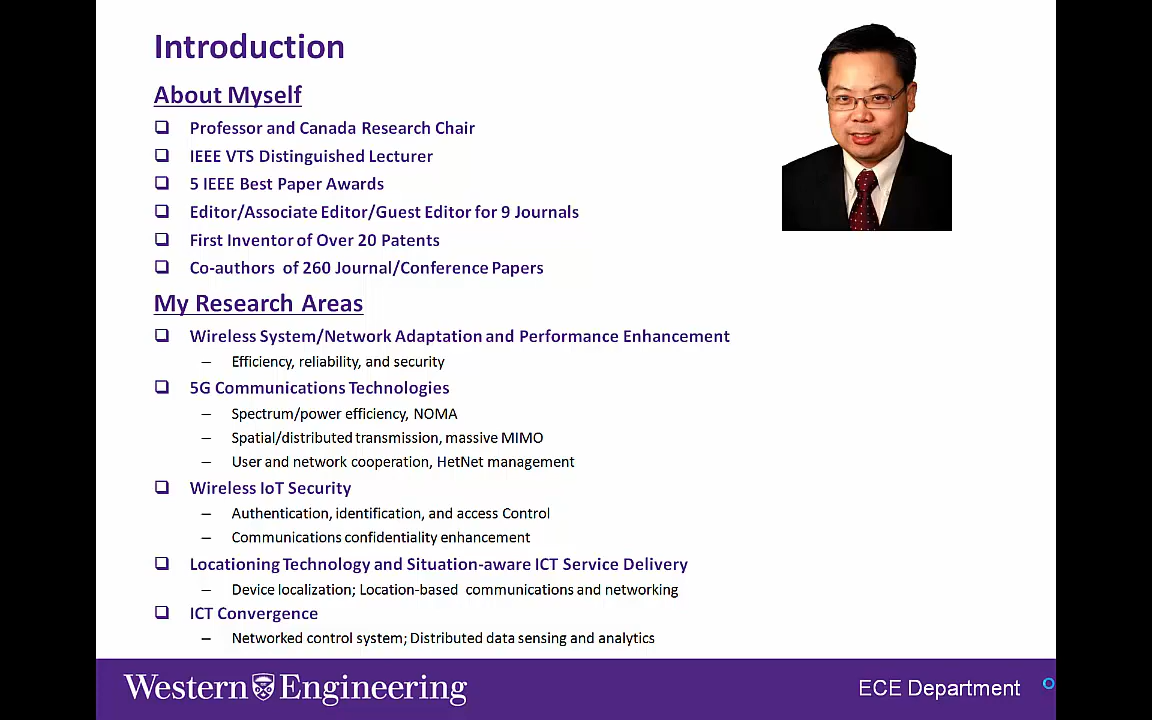 Introduction
About Myself
Professor and Canada Research Chair
IEEE VTS Distinguished Lecturer
5 IEEE Best Paper Awards
Editor/Associate Editor/Guest Editor for 9 Journals
First Inventor of Over 20 Patents
Co-authors of 260 Journal/Conference Papers
My Research Areas
Wireless System/Network Adaptation and Performance Enhancement
– Efficiency, reliability, and security
5G Communications Technologies
– Spectrum/power efficiency, NOMA
– Spatial/distributed transmission, massive MIMO
– User and network cooperation, HetNet management
Wireless IoT Security
– Authentication, identification, and access Control
– Communications confidentiality enhancement
Locationing Technology and Situation-aware ICT Service Delivery
– Device localization; Location-based communications and networking
ICT Convergence
– Networked control system; Distributed data sensing and analytics
Western Engineering
ECE Department